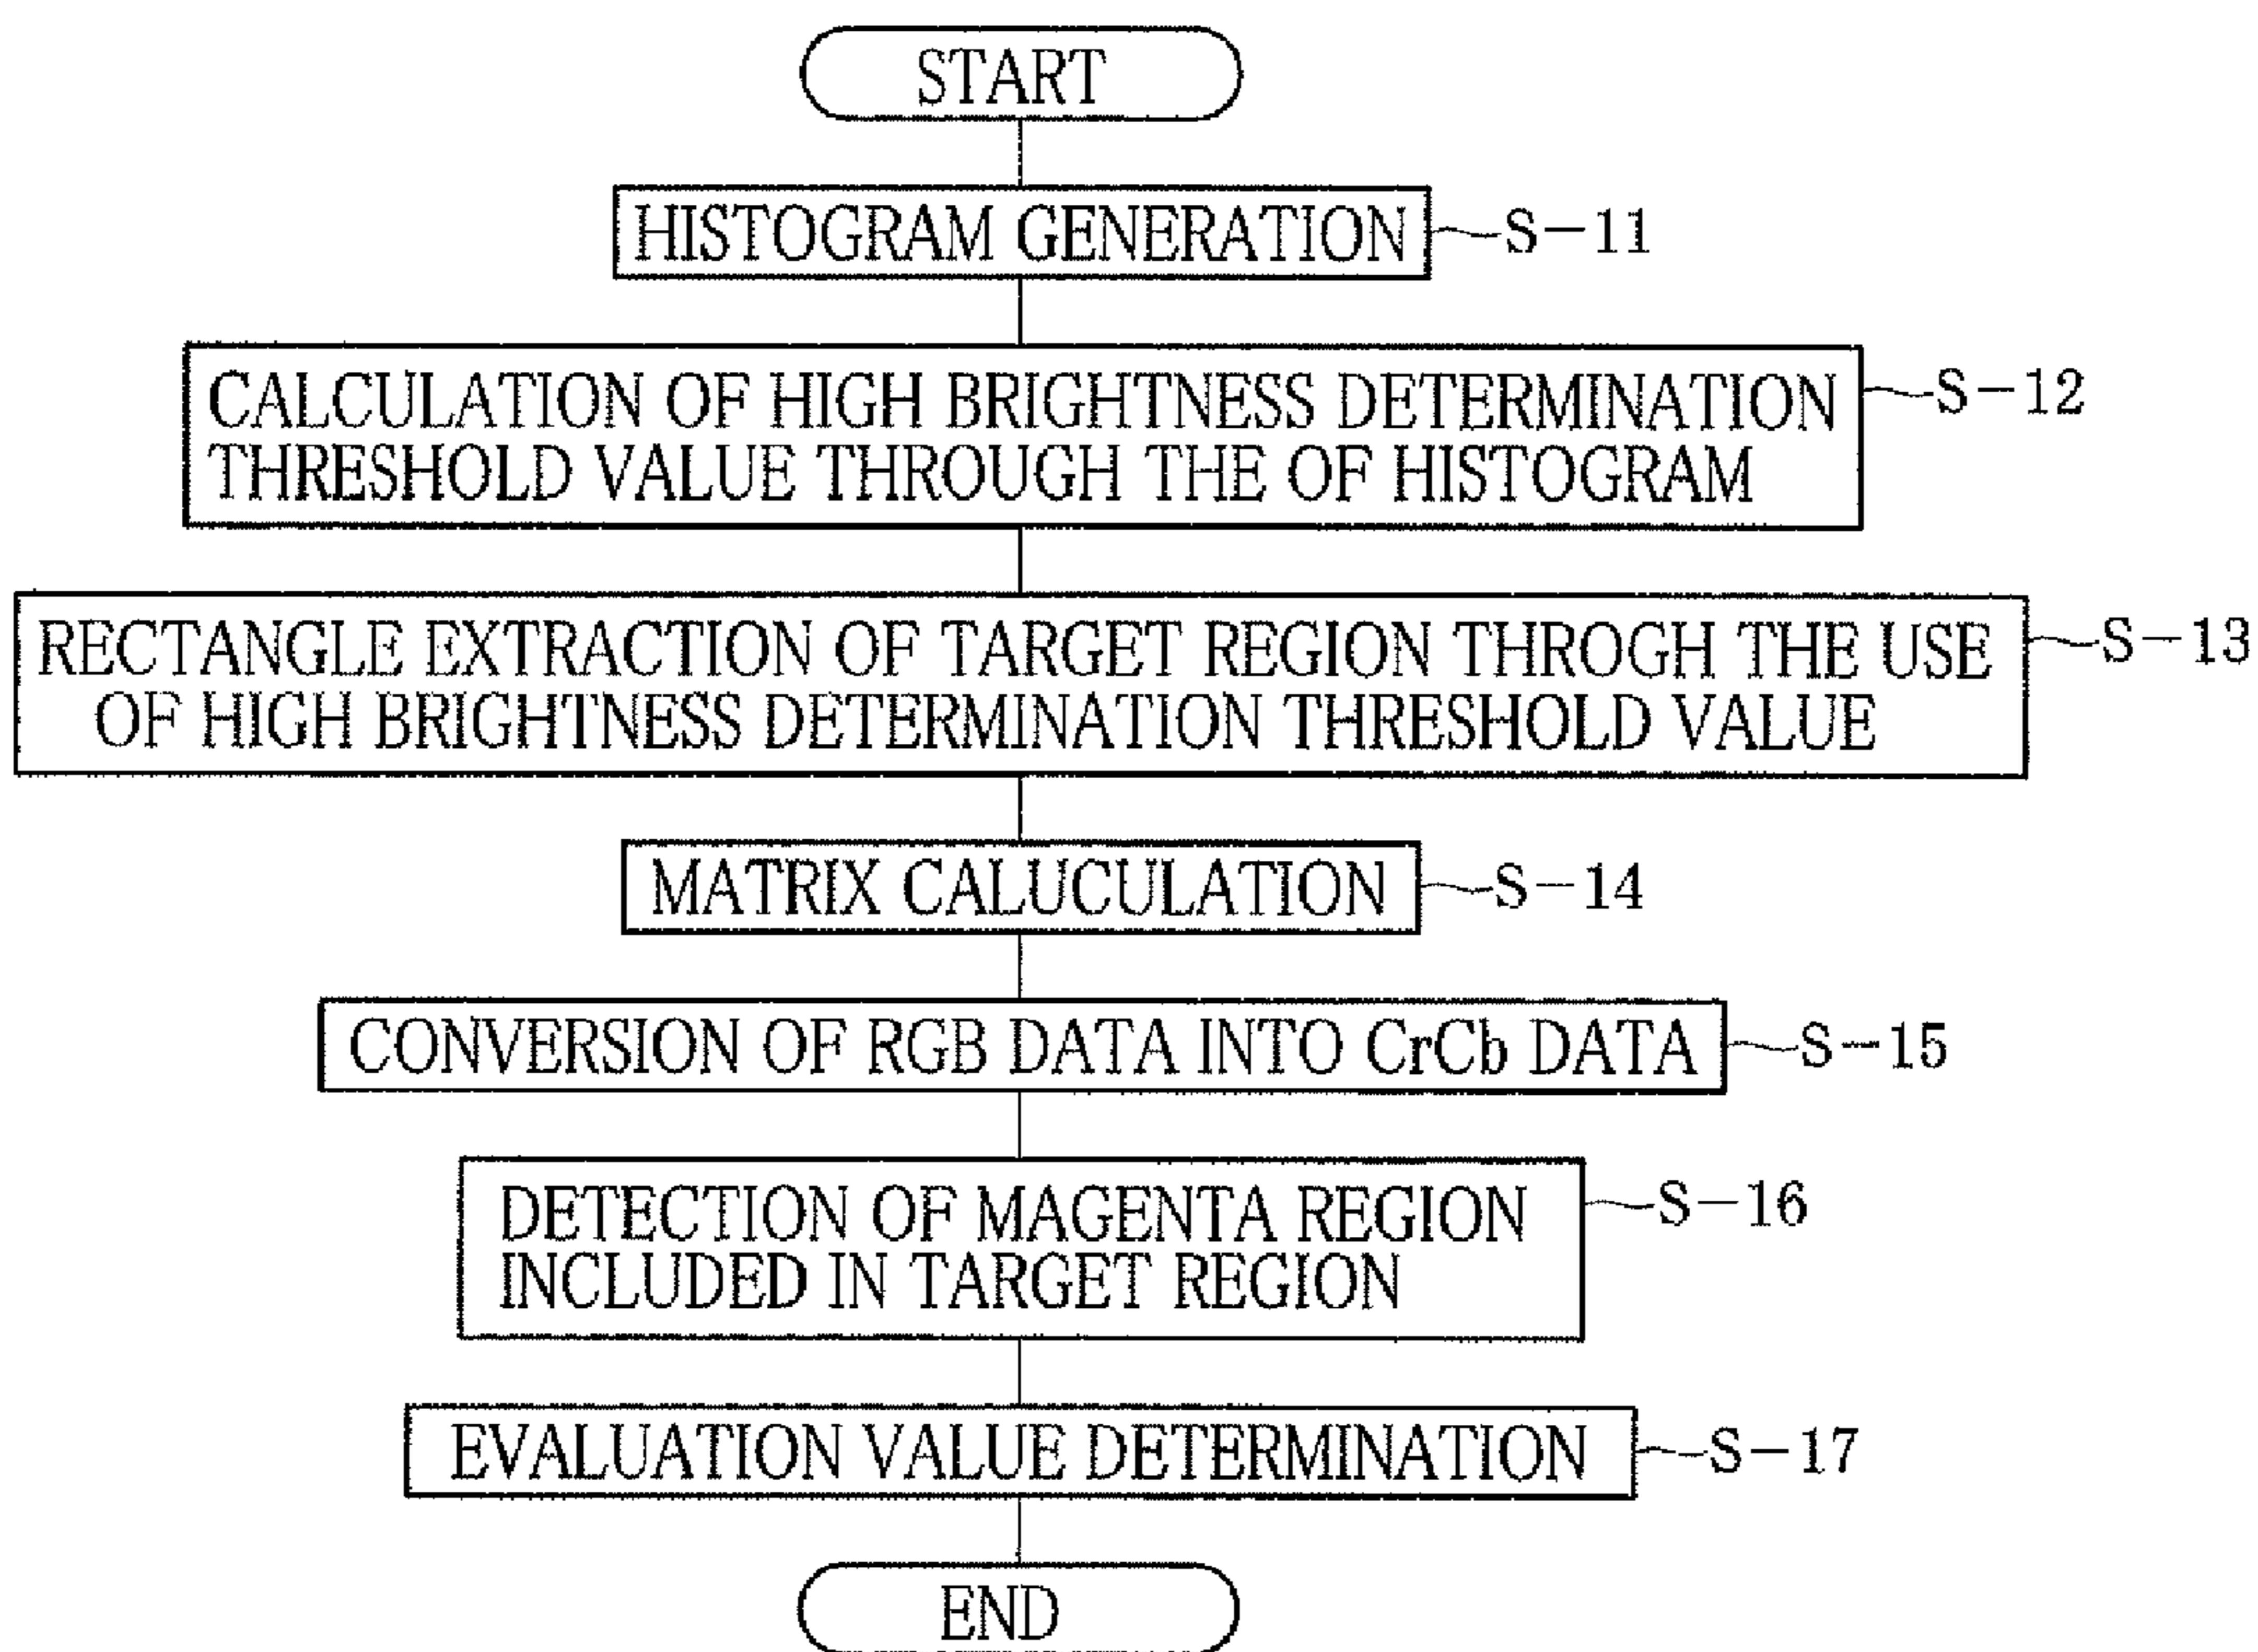 START
HISTOGRAM GENERATION
S-11
CALCULATION OF HIGH BRIGHTNESS DETERMINATION
THRESHOLD VALUE THROUGH THE OF HISTOGRAM
S-12
RECTANGLE EXTRACTION OF TARGET REGION THROGH THE USE
OF HIGH BRIGHTNESS DETERMINATION THRESHOLD VALUE
S-13
MATRIX CALUCULATION
S-14
CONVERSION OF RGB DATA INTO CrCb DATA
S-15
DETECTION OF MAGENTA REGION
INCLUDED IN TARGET REGION
S-16
EVALUATION VALUE DETERMINATION
S-17
END